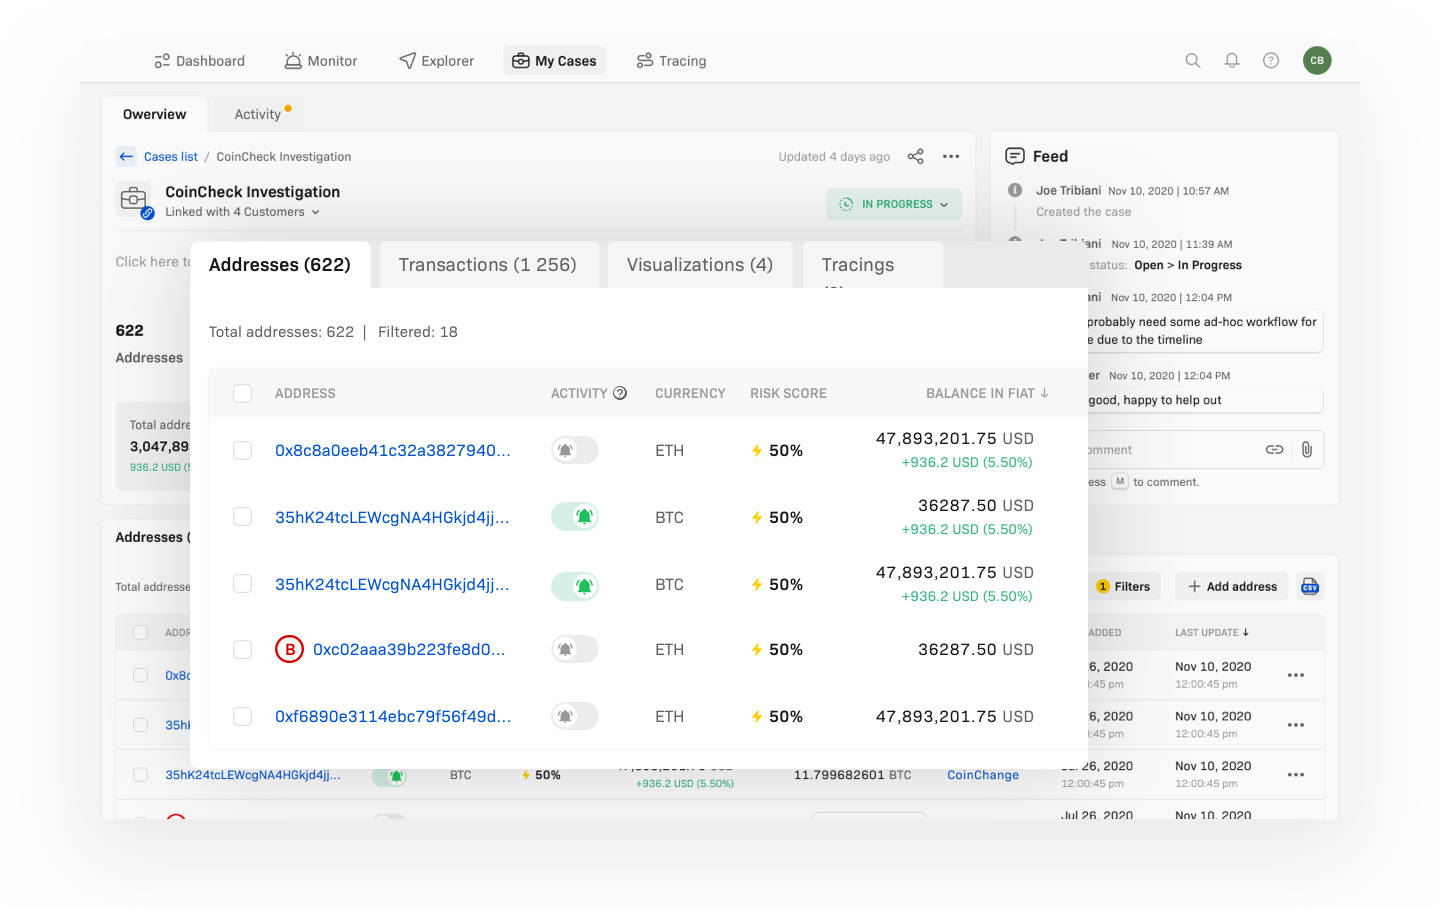 Dashboard
Monitor
Explorer
My Cases
Tracing
CB
Owerview
Activity
Cases list / CoinCheck Investigation
Updated 4 days ago
CoinCheck Investigation
Linked with 4 Customers
IN PROGRESS
Click here
622
Addresses
Total
3,047,89
936.2 USD
Feed
Joe Tribiani Nov 10, 2020 | 10:57 AM
Created the case
Nov 10, 2020 | 11:39 AM
status: Open > In Progress
Nov 10, 2020 | 12:04 PM
probably need some ad-hoc workflow for
due to the timeline
Nov 10, 2020 | 12:04 PM
good, happy to help out
M to comment.
Addresses (622)
Transactions (1 256)
Visualizations (4)
Tracings
Total addresses: 622 | Filtered: 18
ADDRESS ACTIVITY ? CURRENCY RISK SCORE BALANCE IN FIAT ↓
0x8c8a0eeb41c32a3827940... ETH 50% 47,893,201.75 USD
+936.2 USD (5.50%)
35hK24tcLEWcgNA4HGkjd4jj... BTC 50% 36287.50 USD
+936.2 USD (5.50%)
35hK24tcLEWcgNA4HGkjd4jj... BTC 50% 47,893,201.75 USD
+936.2 USD (5.50%)
B 0xc02aaa39b223fe8d0... ETH 50% 36287.50 USD
0xf6890e3114ebc79f56f49d... ETH 50% 47,893,201.75 USD
Addresses (
Total addresse
1 Filters
+ Add address
CSV
ADDED LAST UPDATE ↓
6, 2020 Nov 10, 2020
:45 pm 12:00:45 pm
6, 2020 Nov 10, 2020
:45 pm 12:00:45 pm
35hK24tcLEWcgNA4HGkjd4jj... BTC 50% 11.799682601 BTC CoinChange Jul 26, 2020 Nov 10, 2020
+936.2 USD (5.50%) 12:00:45 pm 12:00:45 pm
Jul 26, 2020 Nov 10, 2020